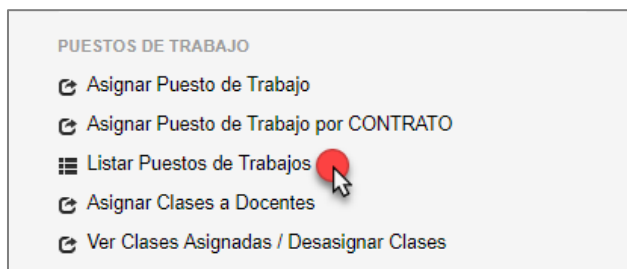 PUESTOS DE TRABAJO
Asignar Puesto de Trabajo
Asignar Puesto de Trabajo por CONTRATO
Listar Puestos de Trabajos
Asignar Clases a Docentes
Ver Clases Asignadas / Desasignar Clases